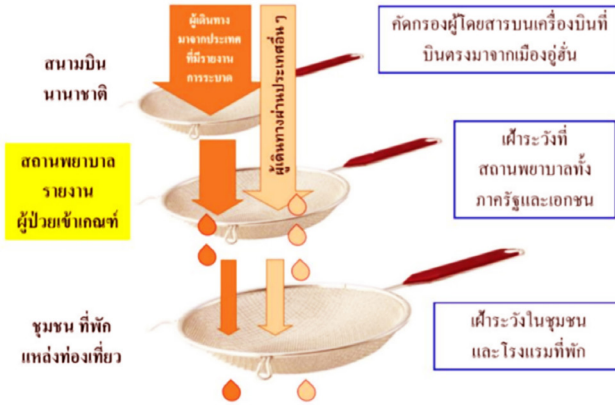 ผู้เดินทาง
มาจากประเทศ
ที่มีรายงาน
การระบาด
ผู้เดินทางผ่านประเทศอื่น ๆ
คัดกรองผู้โดยสารบนเครื่องบินที่
บินตรงมาจากเมืองอู่ฮั่น
สนามบิน
นานาชาติ
สถานพยาบาล
รายงาน
ผู้ป่วยเข้าเกณฑ์
เฝ้าระวังที่
สถานพยาบาลทั้ง
ภาครัฐและเอกชน
ชุมชน ที่พัก
แหล่งท่องเที่ยว
เฝ้าระวังในชุมชน
และโรงแรมที่พัก